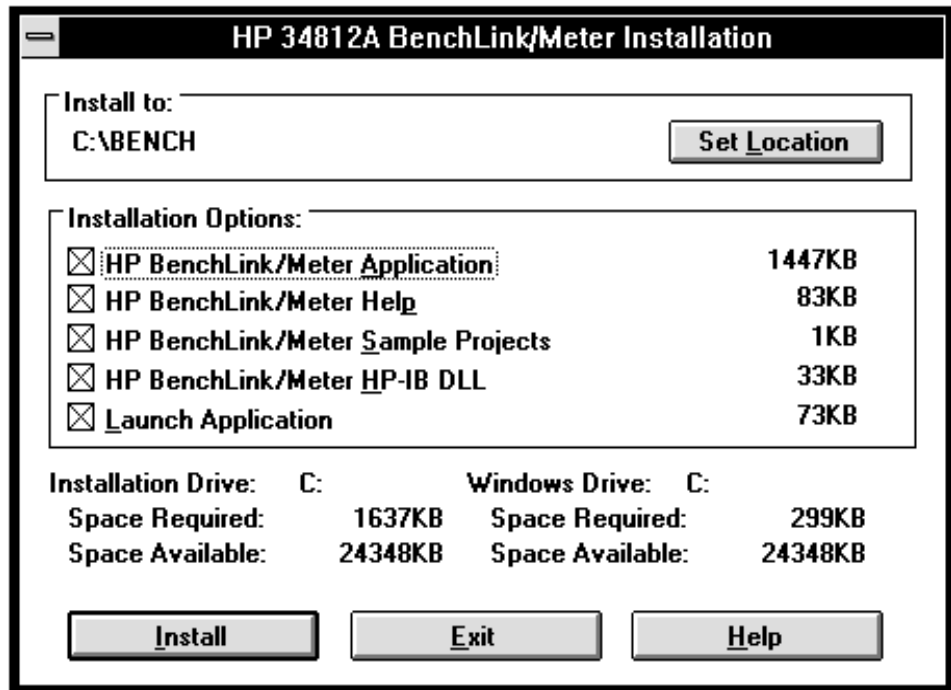 HP 34812A BenchLink/Meter Installation
Install to:
C:\BENCH Set Location
Installation Options:
HP BenchLink/Meter Application 1447KB
HP BenchLink/Meter Help 83KB
HP BenchLink/Meter Sample Projects 1KB
HP BenchLink/Meter HP-IB DLL 33KB
Launch Application 73KB
Installation Drive: C: Windows Drive: C:
Space Required: 1637KB Space Required: 299KB
Space Available: 24348KB Space Available: 24348KB
Install Exit Help